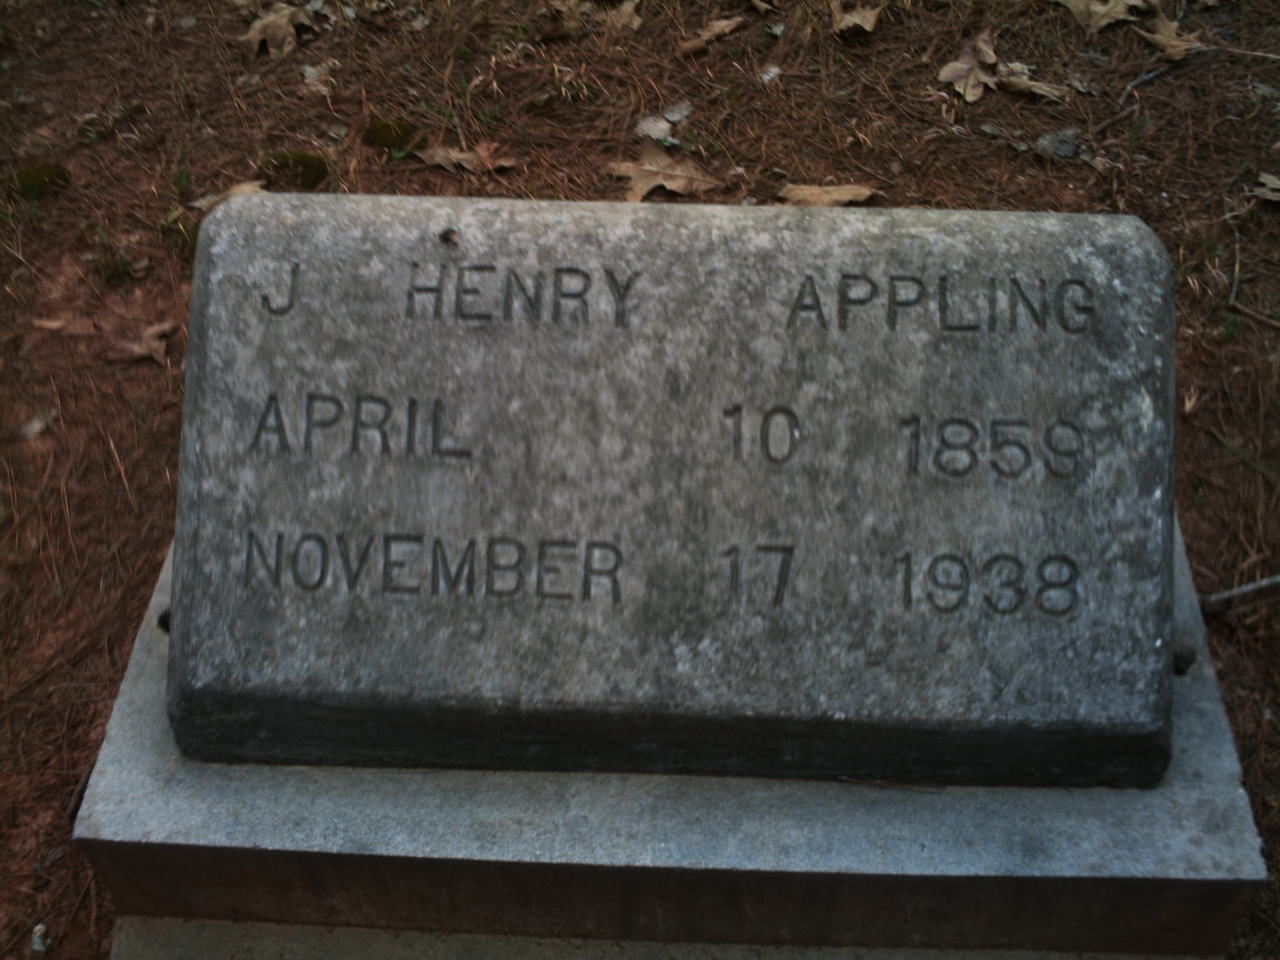 J HENRY APPLING
APRIL 10 1859
NOVEMBER 17 1938